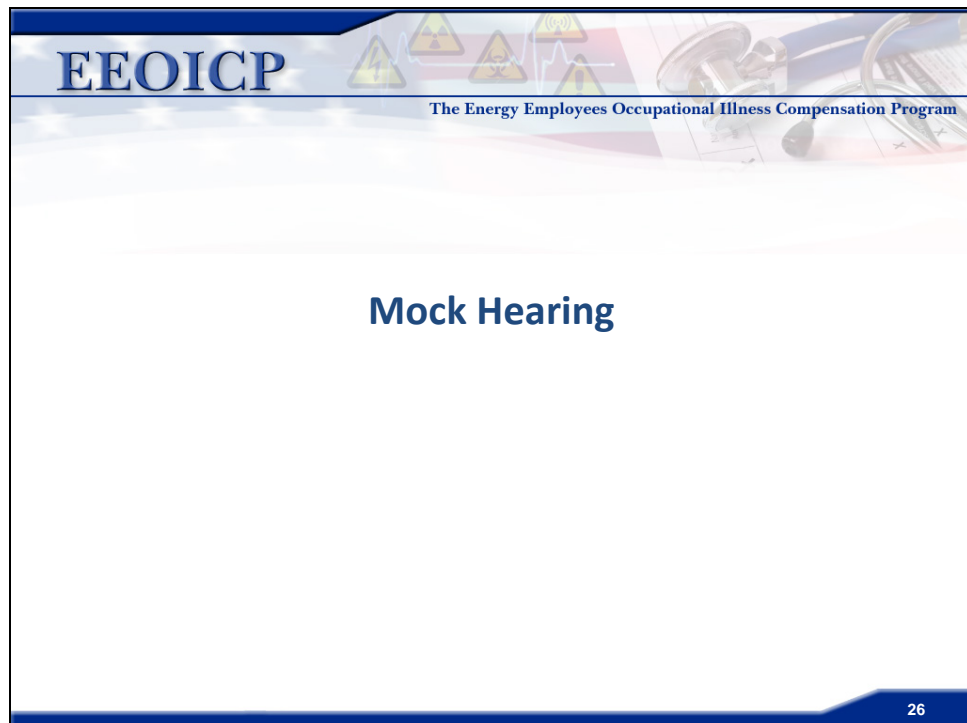 EEOICP
The Energy Employees Occupational Illness Compensation Program
Mock Hearing
26